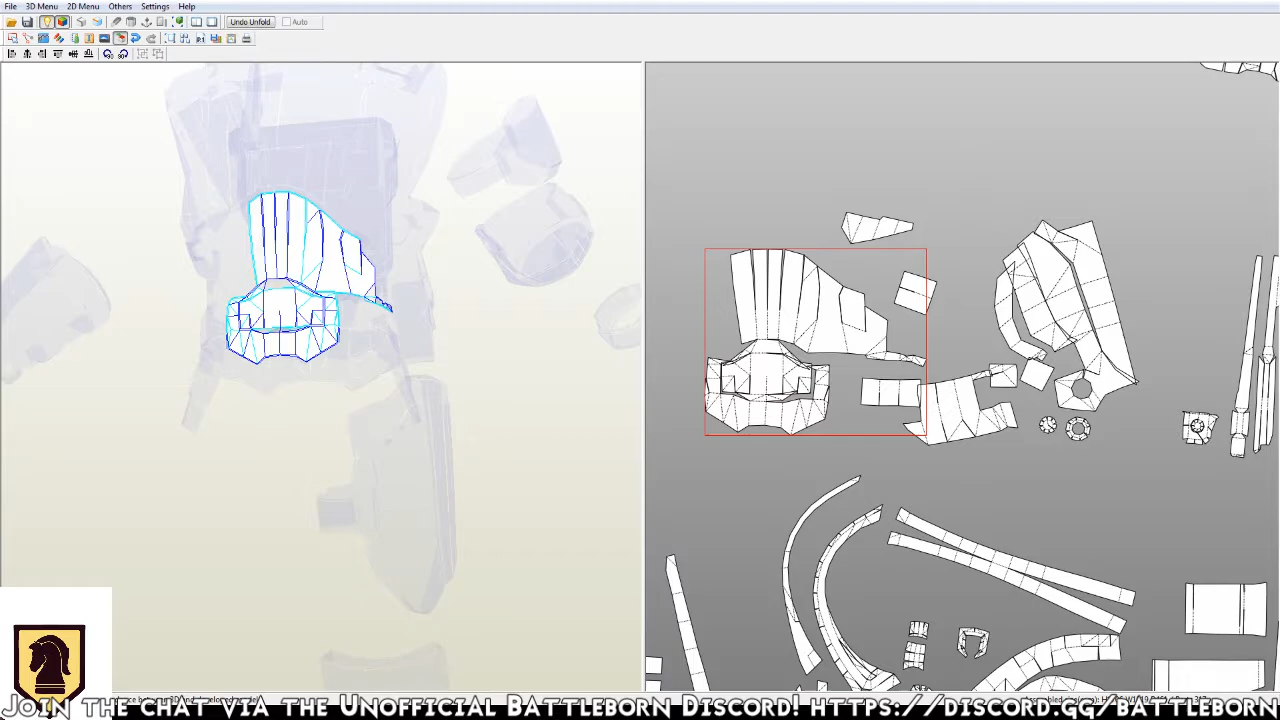 File 3D Menu 2D Menu Others Settings Help
Undo Unfold Auto
Join the chat via the Unofficial Battleborn Discord! https://discord.gg/battleborn